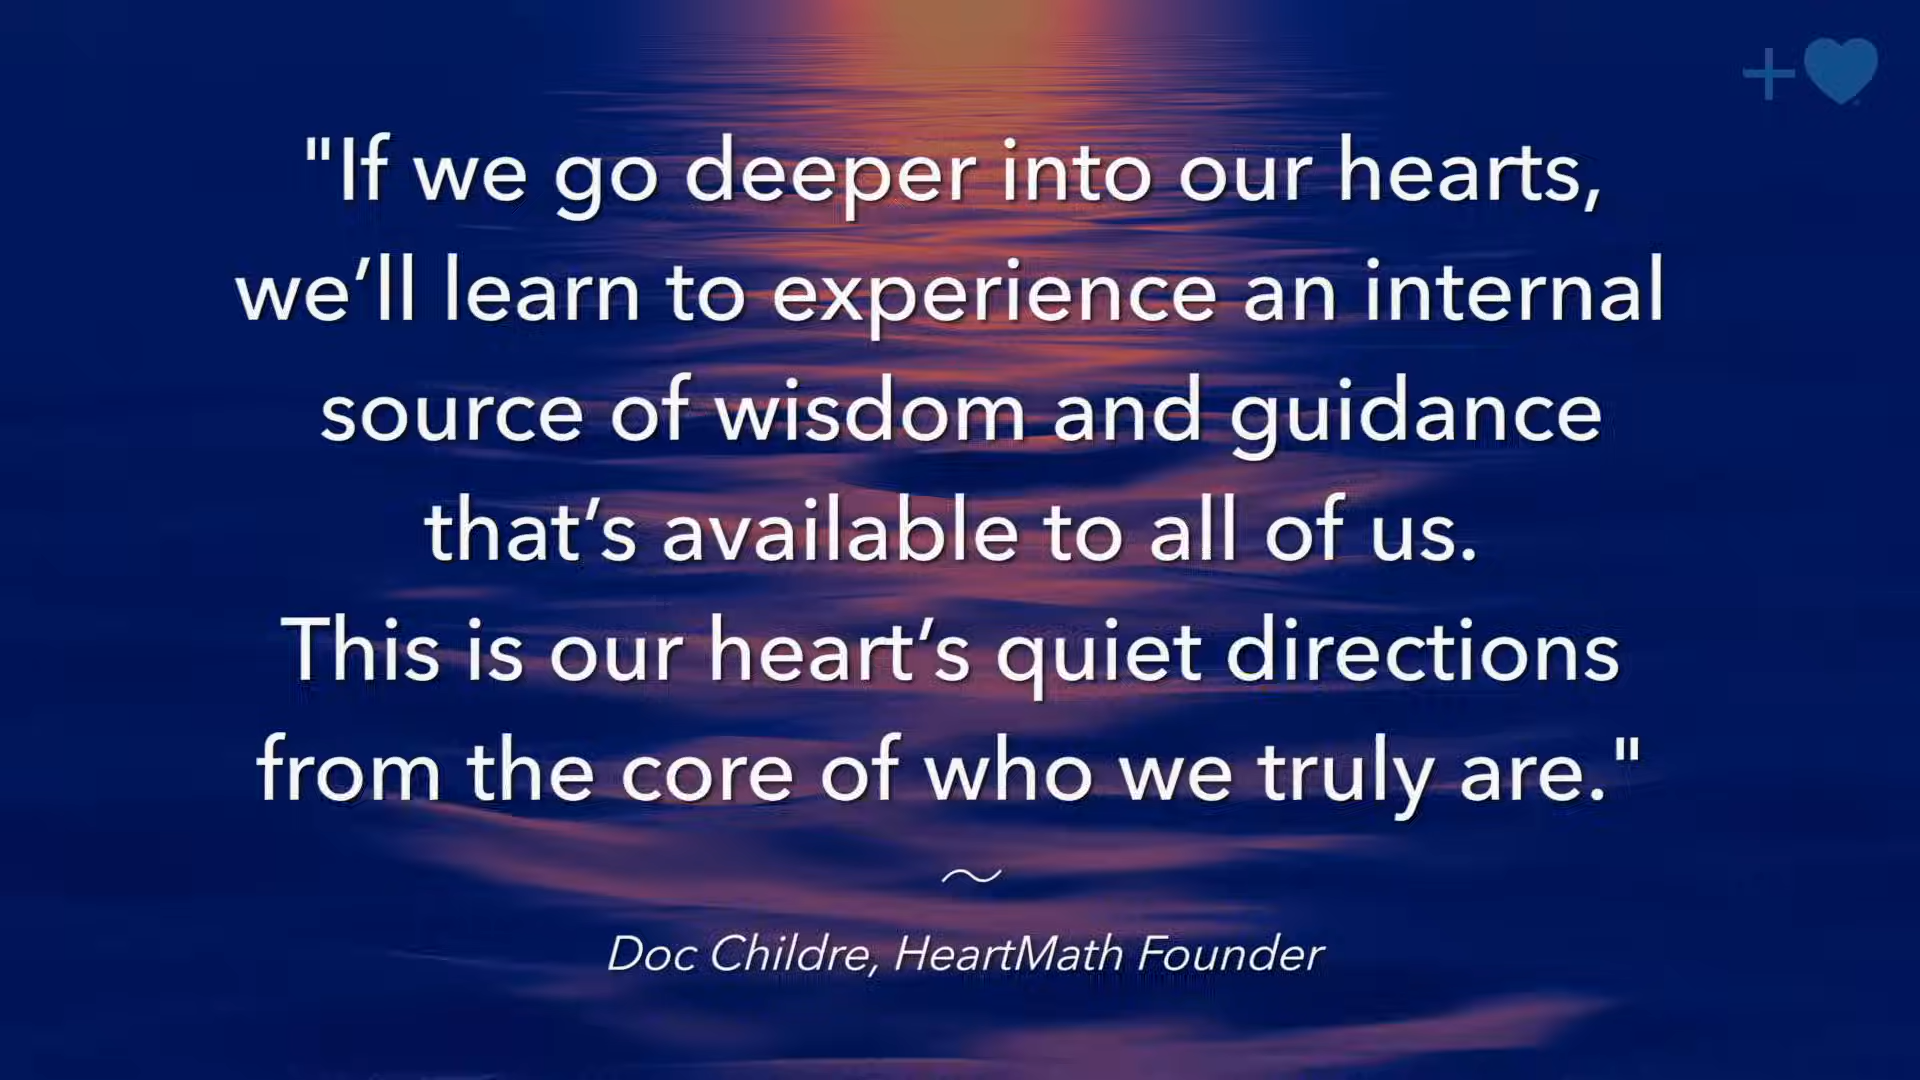 "If we go deeper into our hearts,
we’ll learn to experience an internal
source of wisdom and guidance
that’s available to all of us.
This is our heart’s quiet directions
from the core of who we truly are."
~
Doc Childre, HeartMath Founder